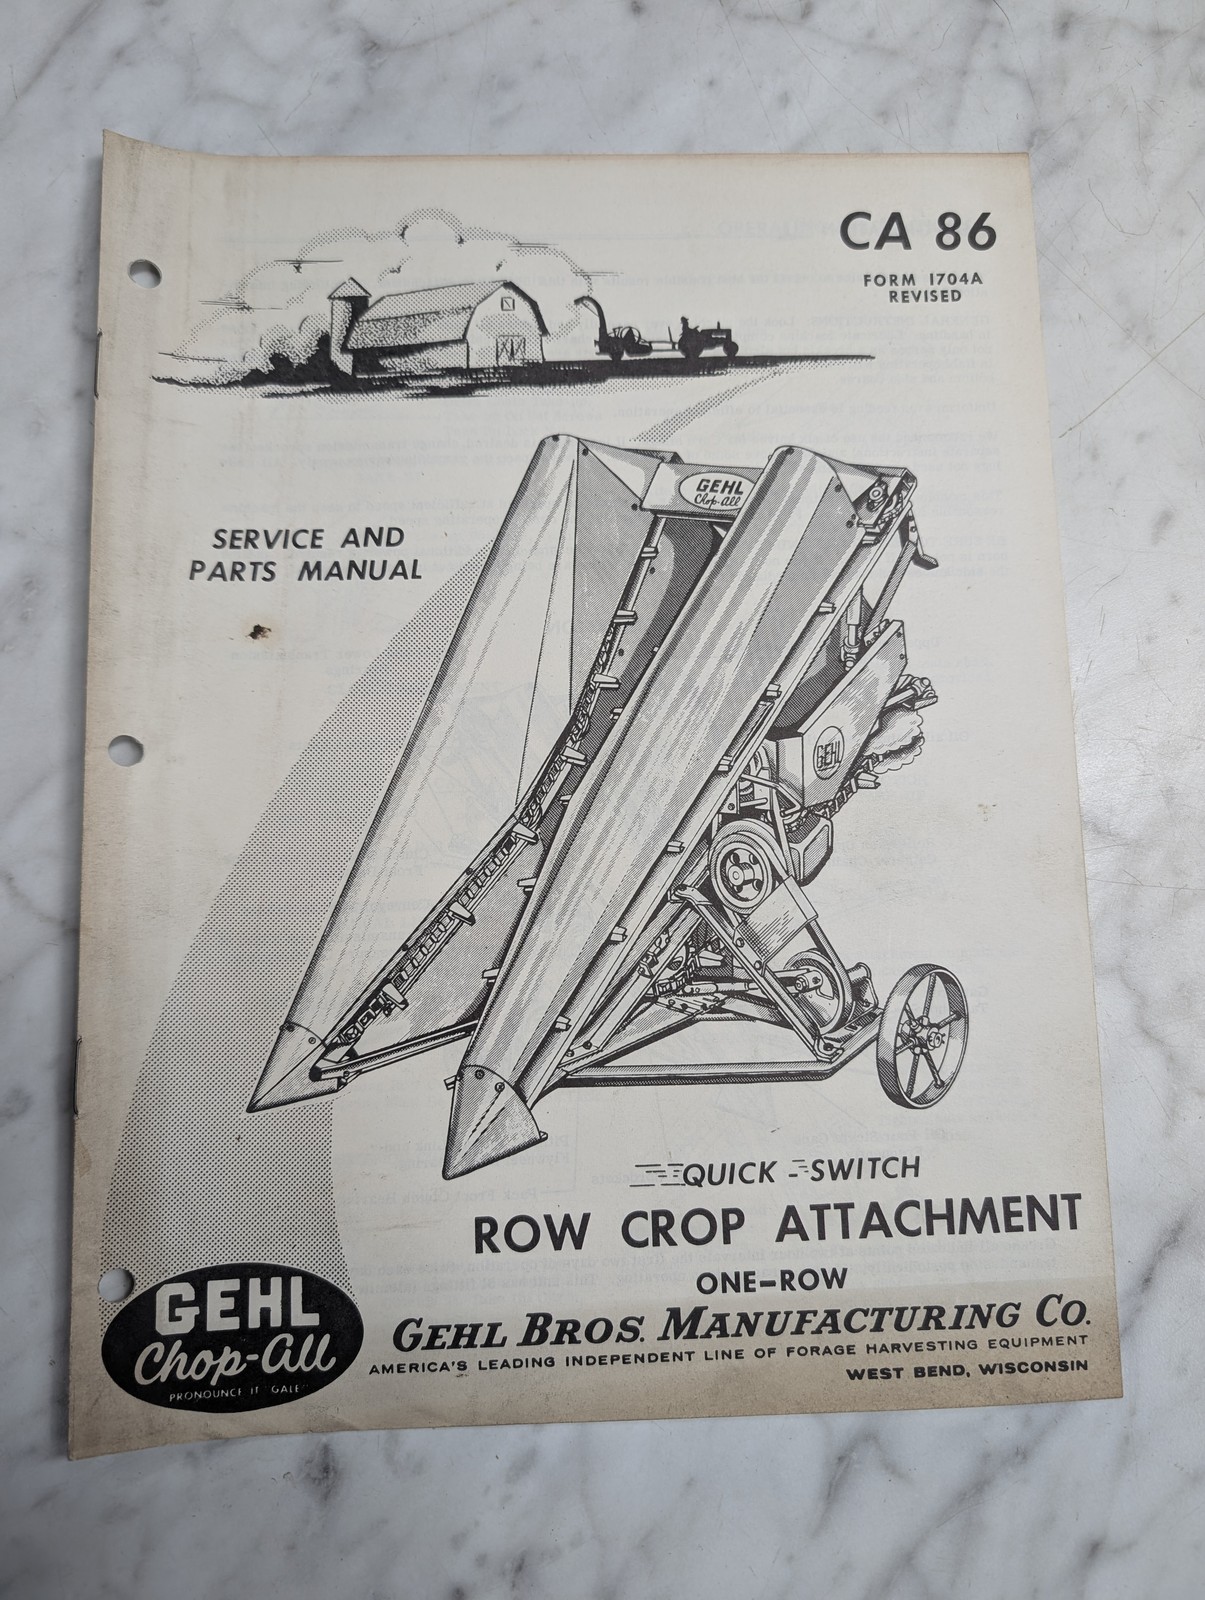 CA 86
FORM 1704A
REVISED
GEHL
Chop-All
SERVICE AND
PARTS MANUAL
GEHL
QUICK-SWITCH
ROW CROP ATTACHMENT
ONE-ROW
GEHL
Chop-All
PRONOUNCE IT "GALE"
GEHL BROS. MANUFACTURING CO.
AMERICA'S LEADING INDEPENDENT LINE OF FORAGE HARVESTING EQUIPMENT
WEST BEND, WISCONSIN